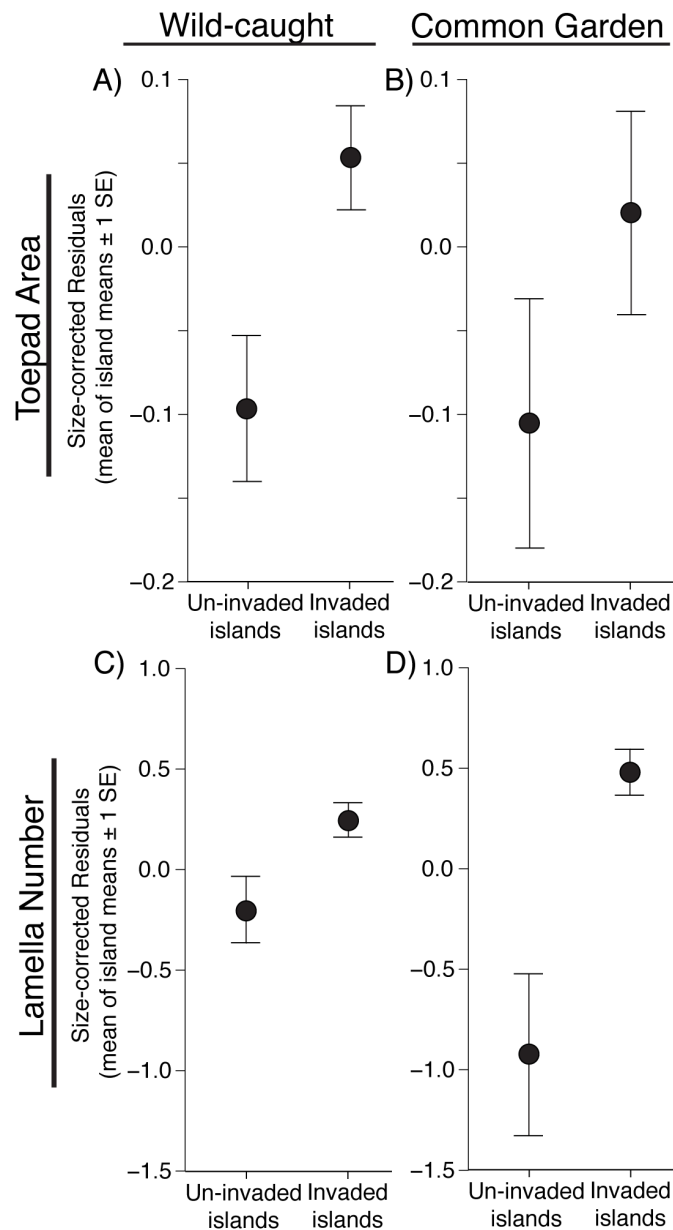 Wild-caught
Common Garden
A)
B)
Toepad Area
Size-corrected Residuals
(mean of island means ± 1 SE)
0.1
0.0
−0.1
−0.2
Un-invaded
islands
Invaded
islands
0.1
0.0
−0.1
−0.2
Un-invaded
islands
Invaded
islands
C)
D)
Lamella Number
Size-corrected Residuals
(mean of island means ± 1 SE)
1.0
0.5
0.0
−0.5
−1.0
−1.5
Un-invaded
islands
Invaded
islands
1.0
0.5
0.0
−0.5
−1.0
−1.5
Un-invaded
islands
Invaded
islands